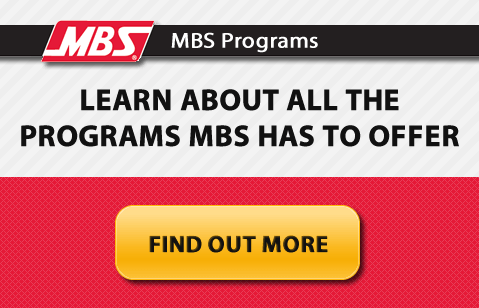 MBS® MBS Programs
LEARN ABOUT ALL THE
PROGRAMS MBS HAS TO OFFER
FIND OUT MORE